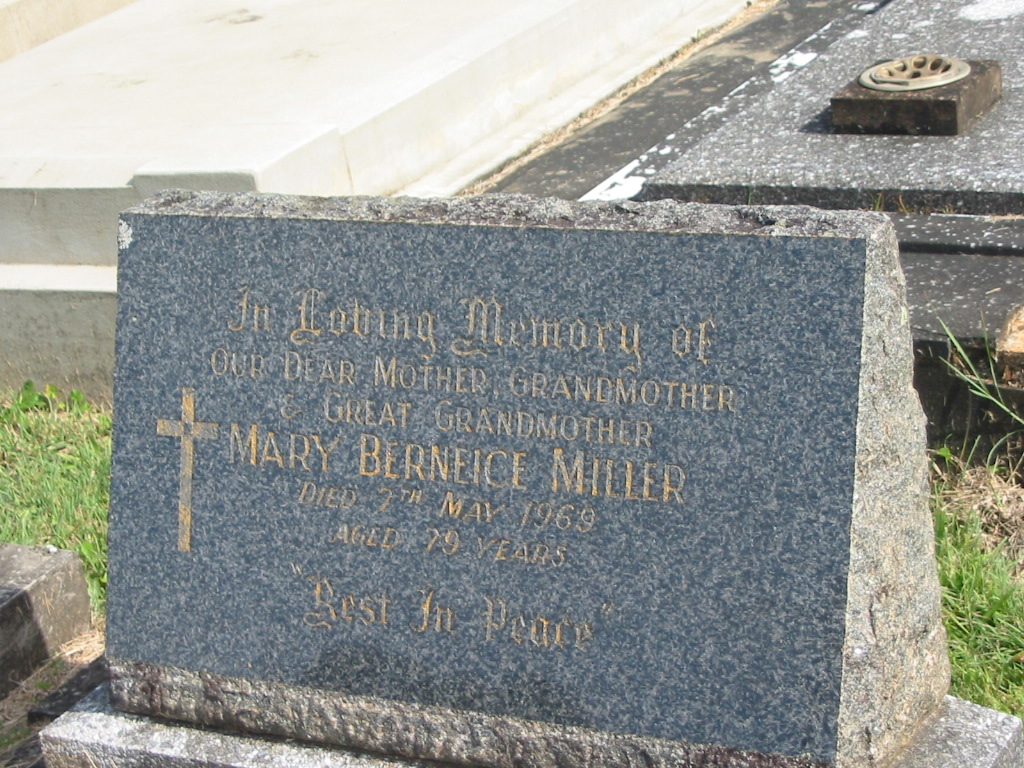 In Loving Memory of
OUR DEAR MOTHER, GRANDMOTHER
& GREAT GRANDMOTHER
MARY BERNEICE MILLER
DIED 7TH MAY 1969
AGED 79 YEARS
"Rest In Peace"